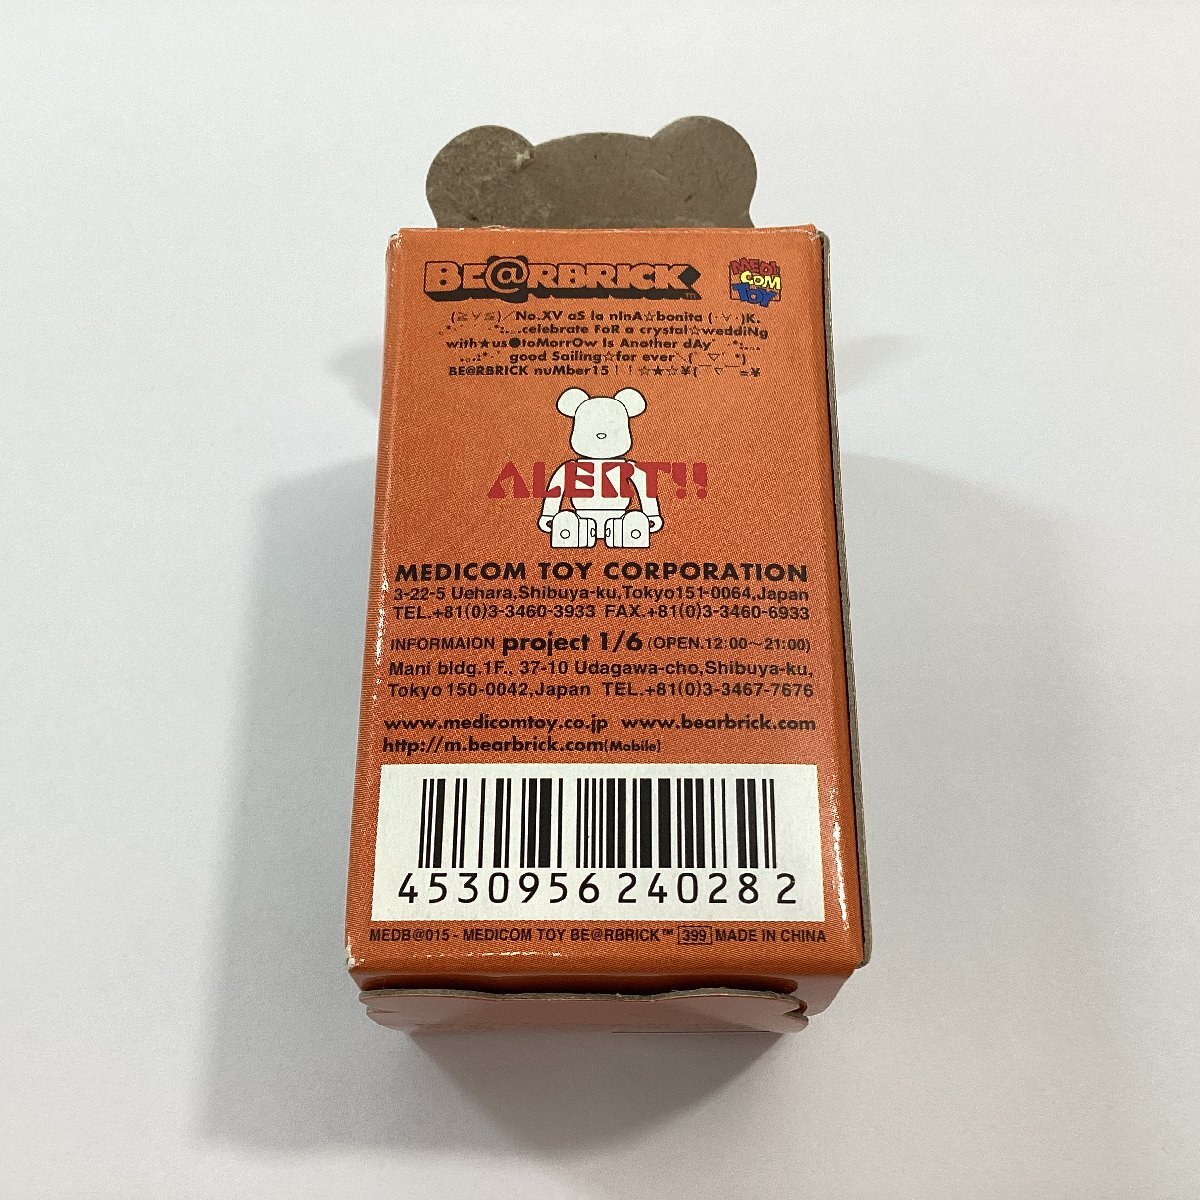 BE@RBRICK™
MEDI COM TOY
(≧∀≦)／No.XV aS la nInA☆bonita (・∀・)K.
.｡*ﾟ....celebrate FoR a crystal☆weddiNg
with★us●toMorrOw Is Another dAy
good Sailing☆for ever＼(￣▽￣*)
BE@RBRICK nuMber15！！☆★☆¥(￣▽￣=¥
ALERT!!
MEDICOM TOY CORPORATION
3-22-5 Uehara,Shibuya-ku,Tokyo151-0064,Japan
TEL.+81(0)3-3460-3933 FAX.+81(0)3-3460-6933
INFORMAION project 1/6 (OPEN.12:00～21:00)
Mani bldg.1F., 37-10 Udagawa-cho,Shibuya-ku,
Tokyo 150-0042,Japan TEL.+81(0)3-3467-7676
www.medicomtoy.co.jp www.bearbrick.com
http://m.bearbrick.com(Mobile)
4530956240282
MEDB@015 - MEDICOM TOY BE@RBRICK™ 399 MADE IN CHINA